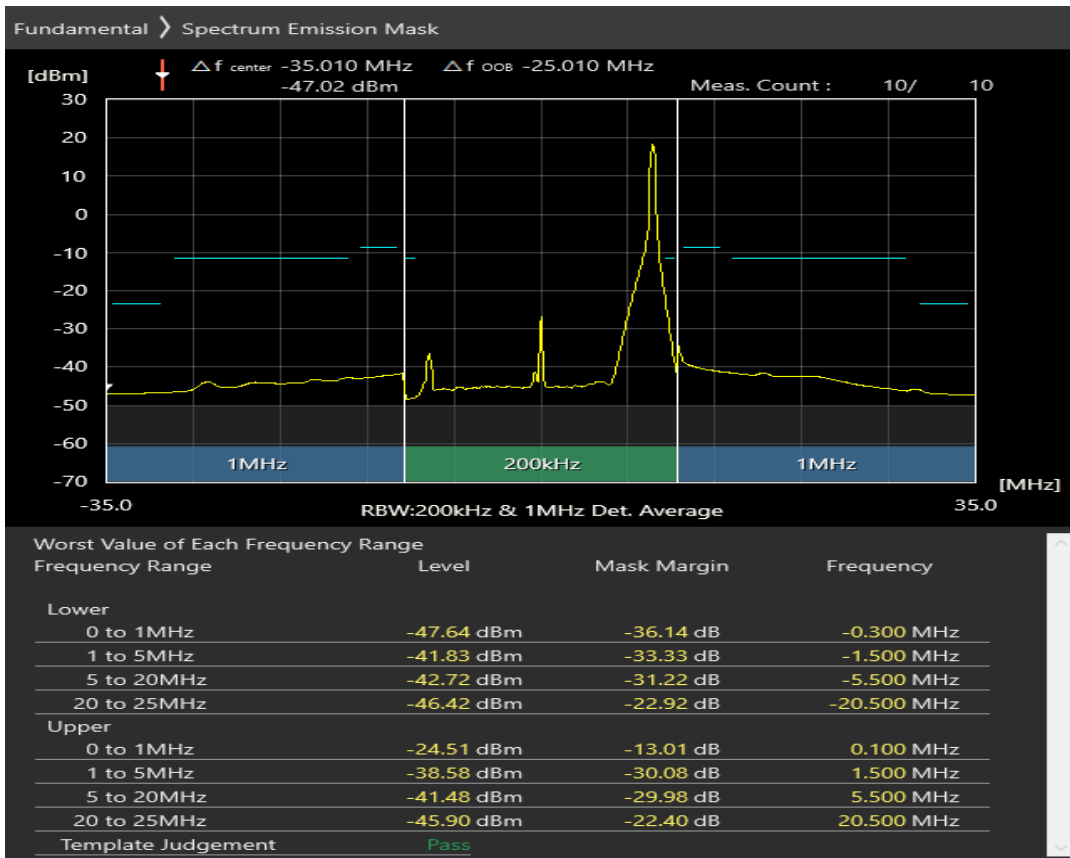 Fundamental ❭ Spectrum Emission Mask
[dBm] △f center -35.010 MHz △f OOB -25.010 MHz
-47.02 dBm Meas. Count : 10/ 10
30
20
10
0
-10
-20
-30
-40
-50
-60
1MHz 200kHz 1MHz
-70 [MHz]
-35.0 RBW:200kHz & 1MHz Det. Average 35.0
Worst Value of Each Frequency Range
Frequency Range Level Mask Margin Frequency
Lower
0 to 1MHz -47.64 dBm -36.14 dB -0.300 MHz
1 to 5MHz -41.83 dBm -33.33 dB -1.500 MHz
5 to 20MHz -42.72 dBm -31.22 dB -5.500 MHz
20 to 25MHz -46.42 dBm -22.92 dB -20.500 MHz
Upper
0 to 1MHz -24.51 dBm -13.01 dB 0.100 MHz
1 to 5MHz -38.58 dBm -30.08 dB 1.500 MHz
5 to 20MHz -41.48 dBm -29.98 dB 5.500 MHz
20 to 25MHz -45.90 dBm -22.40 dB 20.500 MHz
Template Judgement Pass